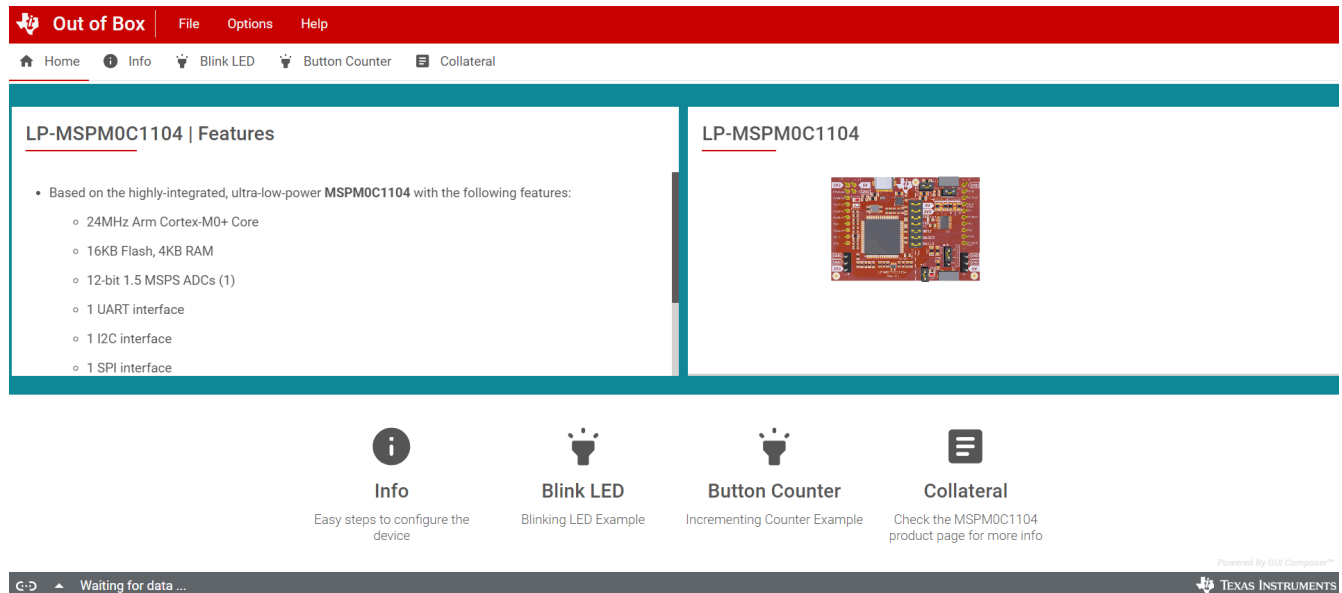 Out of Box File Options Help
Home Info Blink LED Button Counter Collateral
LP-MSPM0C1104 | Features
Based on the highly-integrated, ultra-low-power MSPM0C1104 with the following features:
24MHz Arm Cortex-M0+ Core
16KB Flash, 4KB RAM
12-bit 1.5 MSPS ADCs (1)
1 UART interface
1 I2C interface
1 SPI interface
LP-MSPM0C1104
Info
Easy steps to configure the
device
Blink LED
Blinking LED Example
Button Counter
Incrementing Counter Example
Collateral
Check the MSPM0C1104
product page for more info
Powered By GUI Composer™
Waiting for data ...
TEXAS INSTRUMENTS